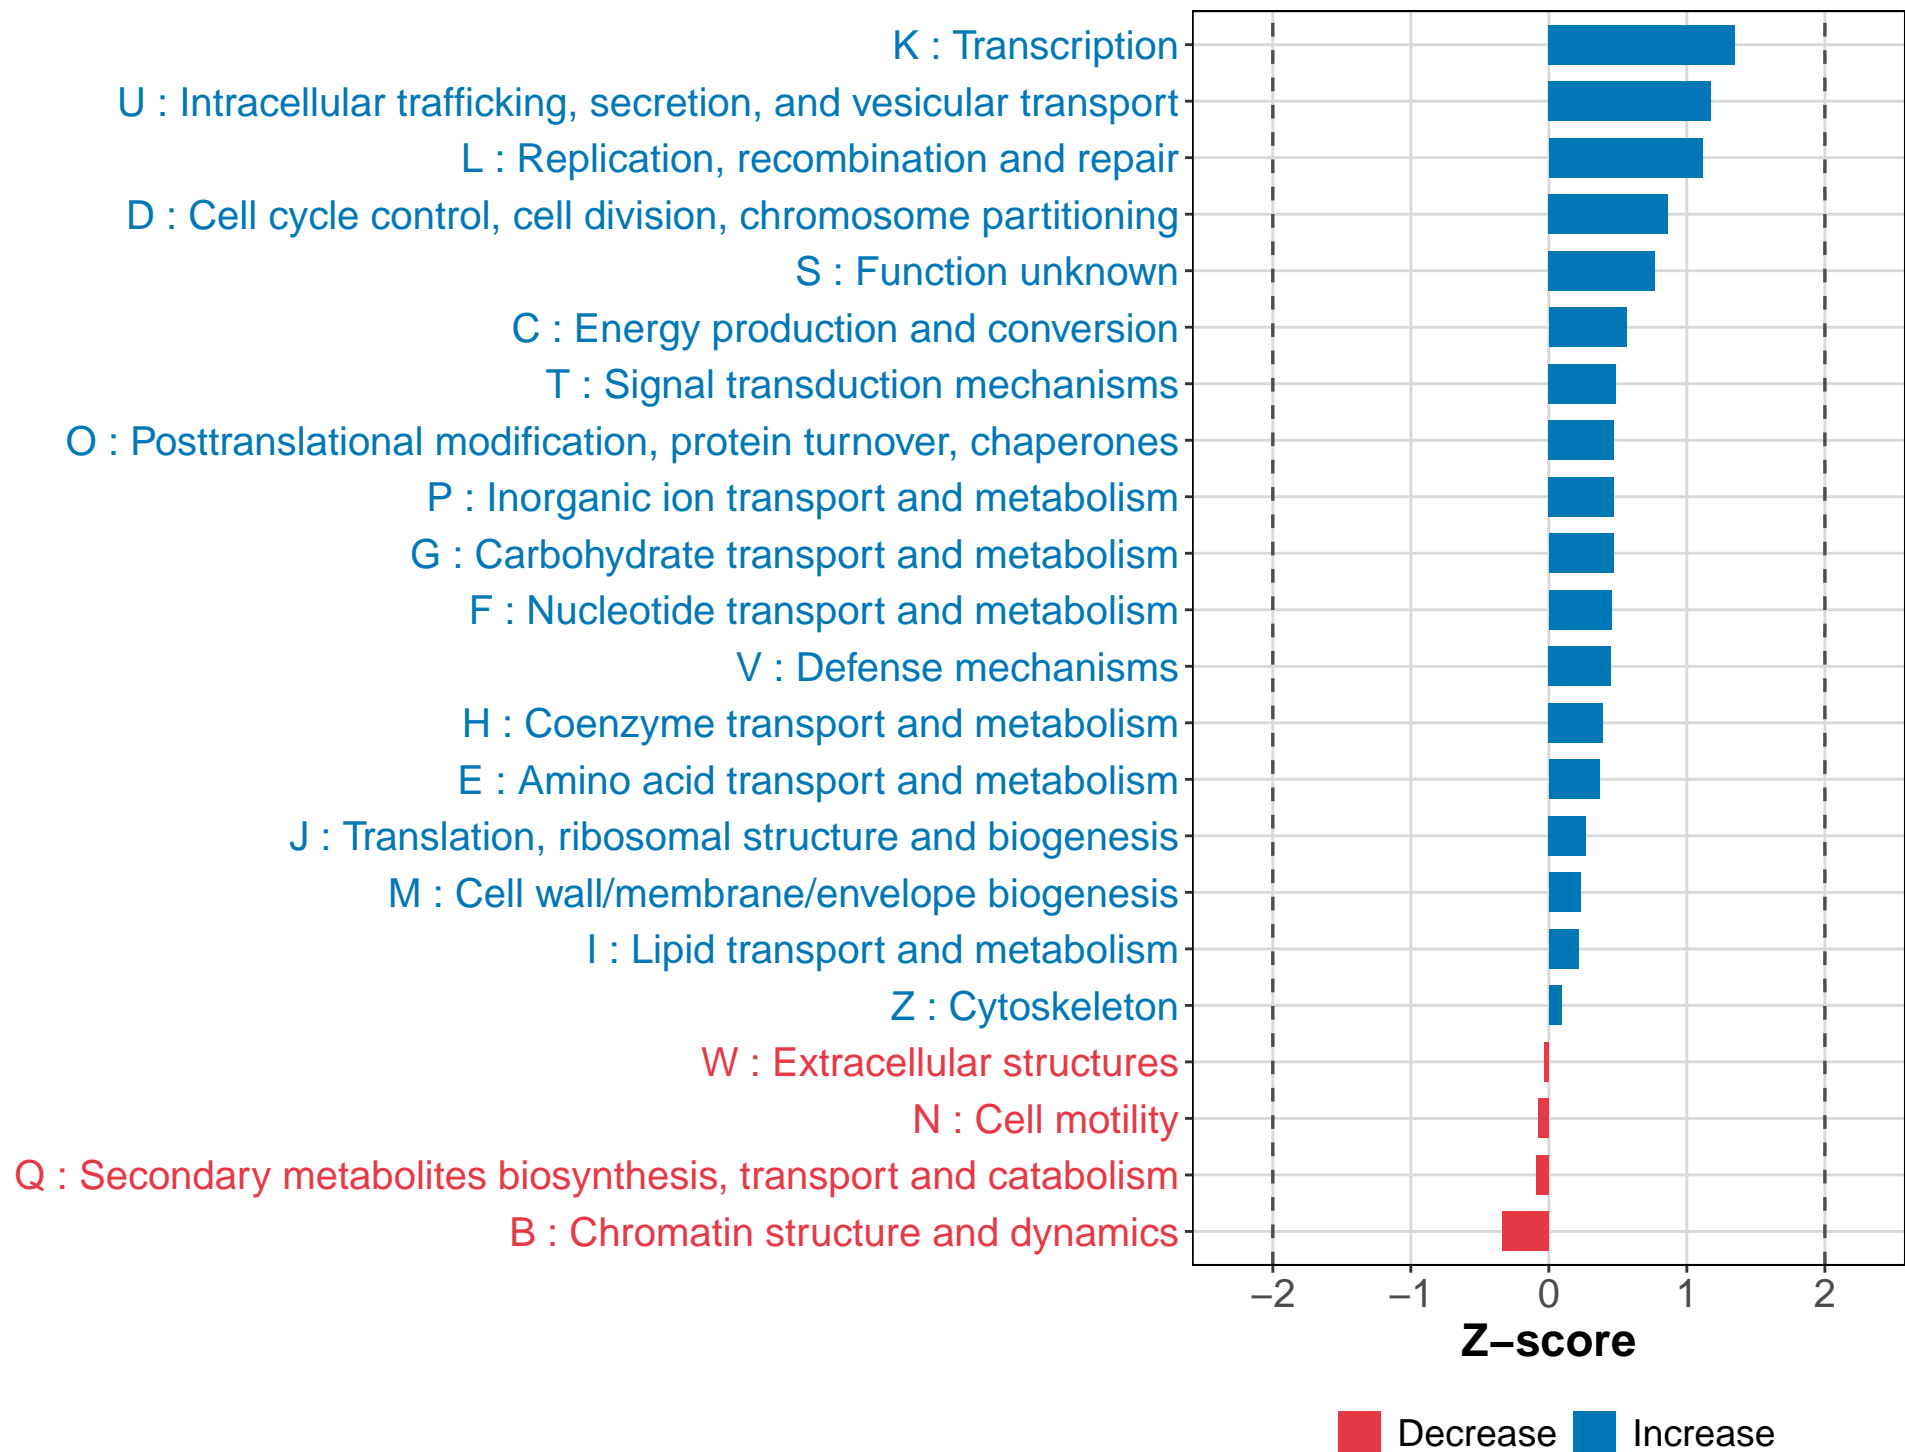 K : Transcription
U : Intracellular trafficking, secretion, and vesicular transport
L : Replication, recombination and repair
D : Cell cycle control, cell division, chromosome partitioning
S : Function unknown
C : Energy production and conversion
T : Signal transduction mechanisms
O : Posttranslational modification, protein turnover, chaperones
P : Inorganic ion transport and metabolism
G : Carbohydrate transport and metabolism
F : Nucleotide transport and metabolism
V : Defense mechanisms
H : Coenzyme transport and metabolism
E : Amino acid transport and metabolism
J : Translation, ribosomal structure and biogenesis
M : Cell wall/membrane/envelope biogenesis
I : Lipid transport and metabolism
Z : Cytoskeleton
W : Extracellular structures
N : Cell motility
Q : Secondary metabolites biosynthesis, transport and catabolism
B : Chromatin structure and dynamics
−2 −1 0 1 2
Z−score
Decrease Increase